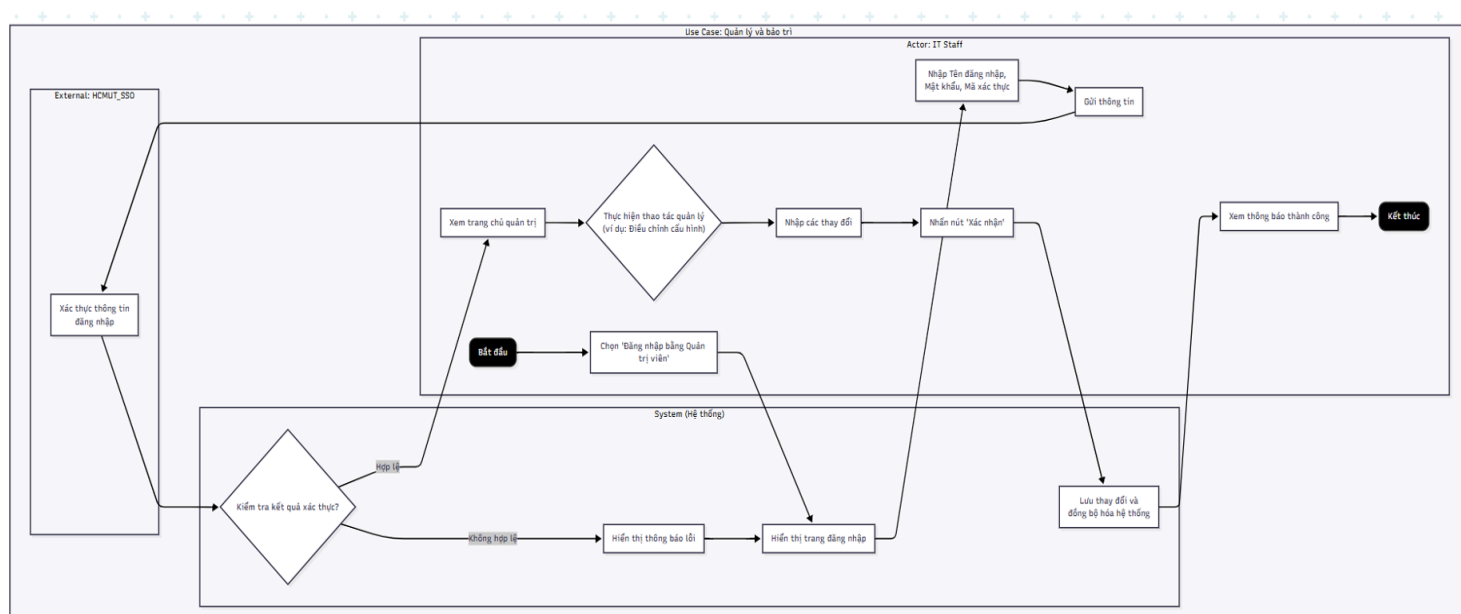 Use Case: Quản lý và bảo trì
Actor: IT Staff
Nhập Tên đăng nhập,
Mật khẩu, Mã xác thực
Gửi thông tin
External: HCMUT_SSO
Xem trang chủ quản trị
Thực hiện thao tác quản lý
(ví dụ: Điều chỉnh cấu hình)
Nhập các thay đổi
Nhấn nút 'Xác nhận'
Xem thông báo thành công
Kết thúc
Xác thực thông tin
đăng nhập
Bắt đầu
Chọn 'Đăng nhập bằng Quản
trị viên'
System (Hệ thống)
Hợp lệ
Kiểm tra kết quả xác thực?
Lưu thay đổi và
đồng bộ hóa hệ thống
Không hợp lệ
Hiển thị thông báo lỗi
Hiển thị trang đăng nhập